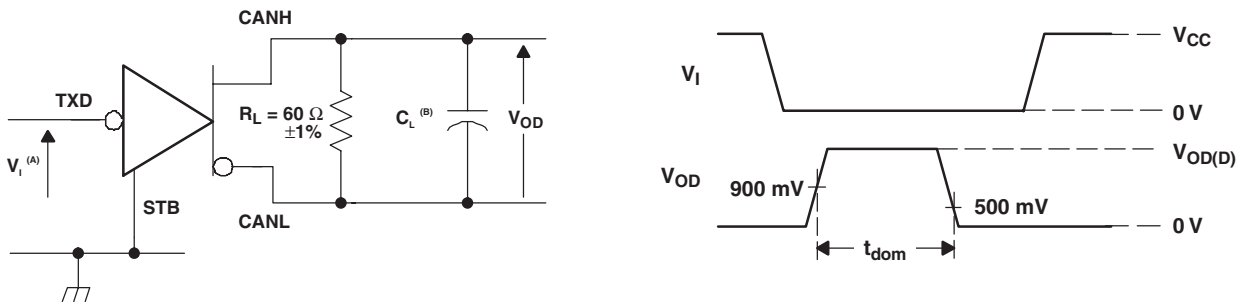 CANH
TXD
R_L = 60 Ω
±1%
C_L (B)
V_OD
V_I (A)
STB
CANL
V_I
V_CC
0 V
V_OD
V_OD(D)
900 mV
500 mV
0 V
t_dom